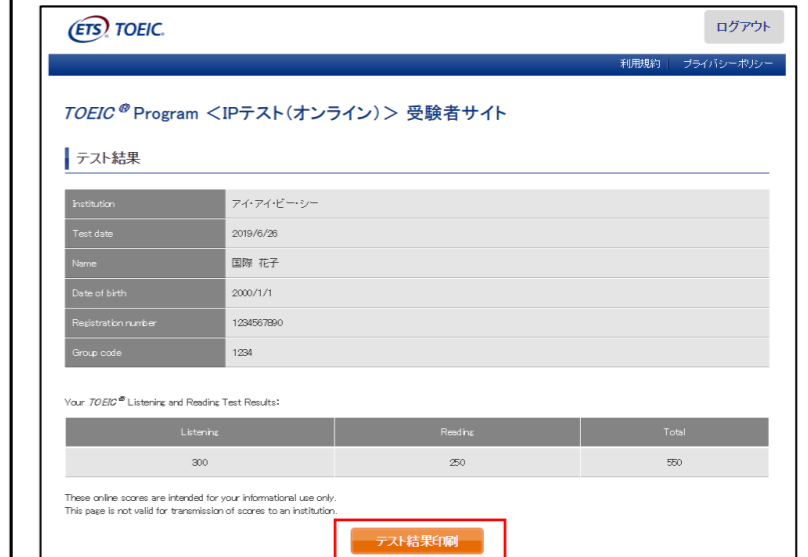 ETS TOEIC.
ログアウト
利用規約 プライバシーポリシー
TOEIC® Program ＜IPテスト（オンライン）＞ 受験者サイト
テスト結果
Institution アイ・アイ・ビー・シー
Test date 2019/6/26
Name 国際 花子
Date of birth 2000/1/1
Registration number 1234567890
Group code 1234
Your TOEIC® Listening and Reading Test Results:
Listening Reading Total
300 250 550
These online scores are intended for your informational use only.
This page is not valid for transmission of scores to an institution.
テスト結果印刷